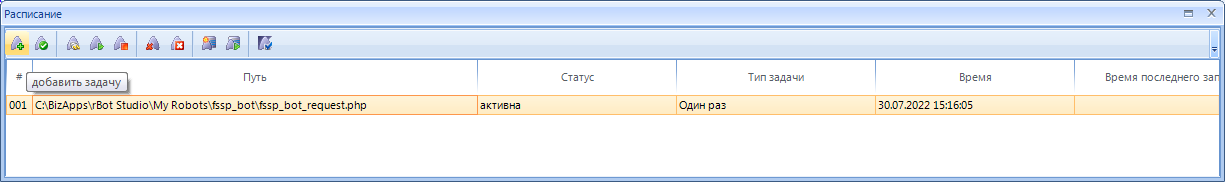 Расписание
# Путь Статус Тип задачи Время Время последнего зап
добавить задачу
001 C:\BizApps\rBot Studio\My Robots\fssp_bot\fssp_bot_request.php активна Один раз 30.07.2022 15:16:05